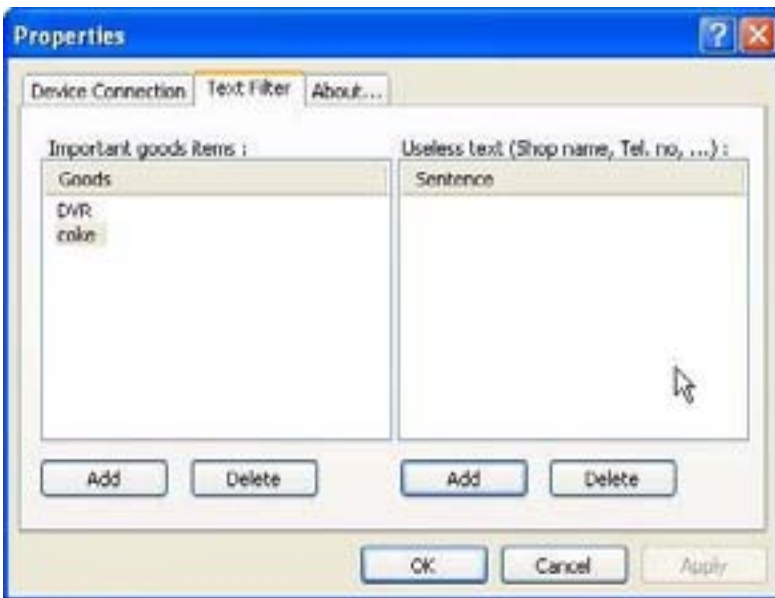 Properties
Device Connection Text Filter About...
Important goods items :
Goods
DVR
coke
Add Delete
Useless text (Shop name, Tel. no, ...) :
Sentence
Add Delete
OK Cancel Apply